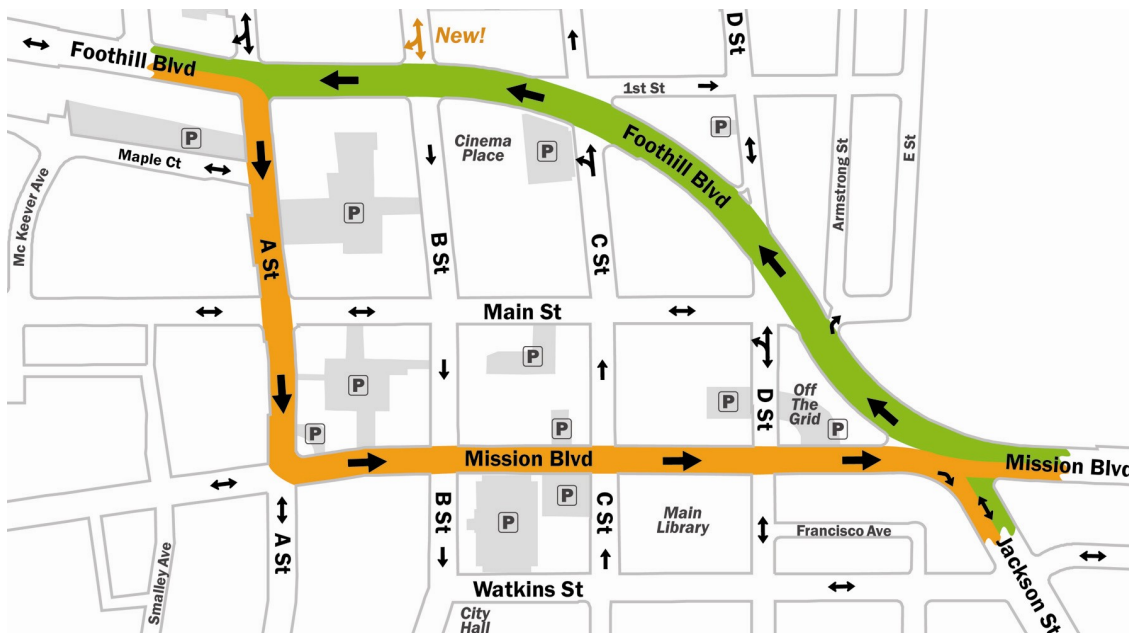 New!
D St
Foothill Blvd
1st St
P
P
Cinema
Place
P
Foothill Blvd
Maple Ct
Armstrong St
E St
Mc Keever Ave
P
A St
B St
C St
Main St
P
P
P
D St
Off
The
Grid
P
P
P
Mission Blvd
Mission Blvd
P
P
B St
C St
Main
Library
Francisco Ave
A St
Jackson St
Smalley Ave
Watkins St
City
Hall